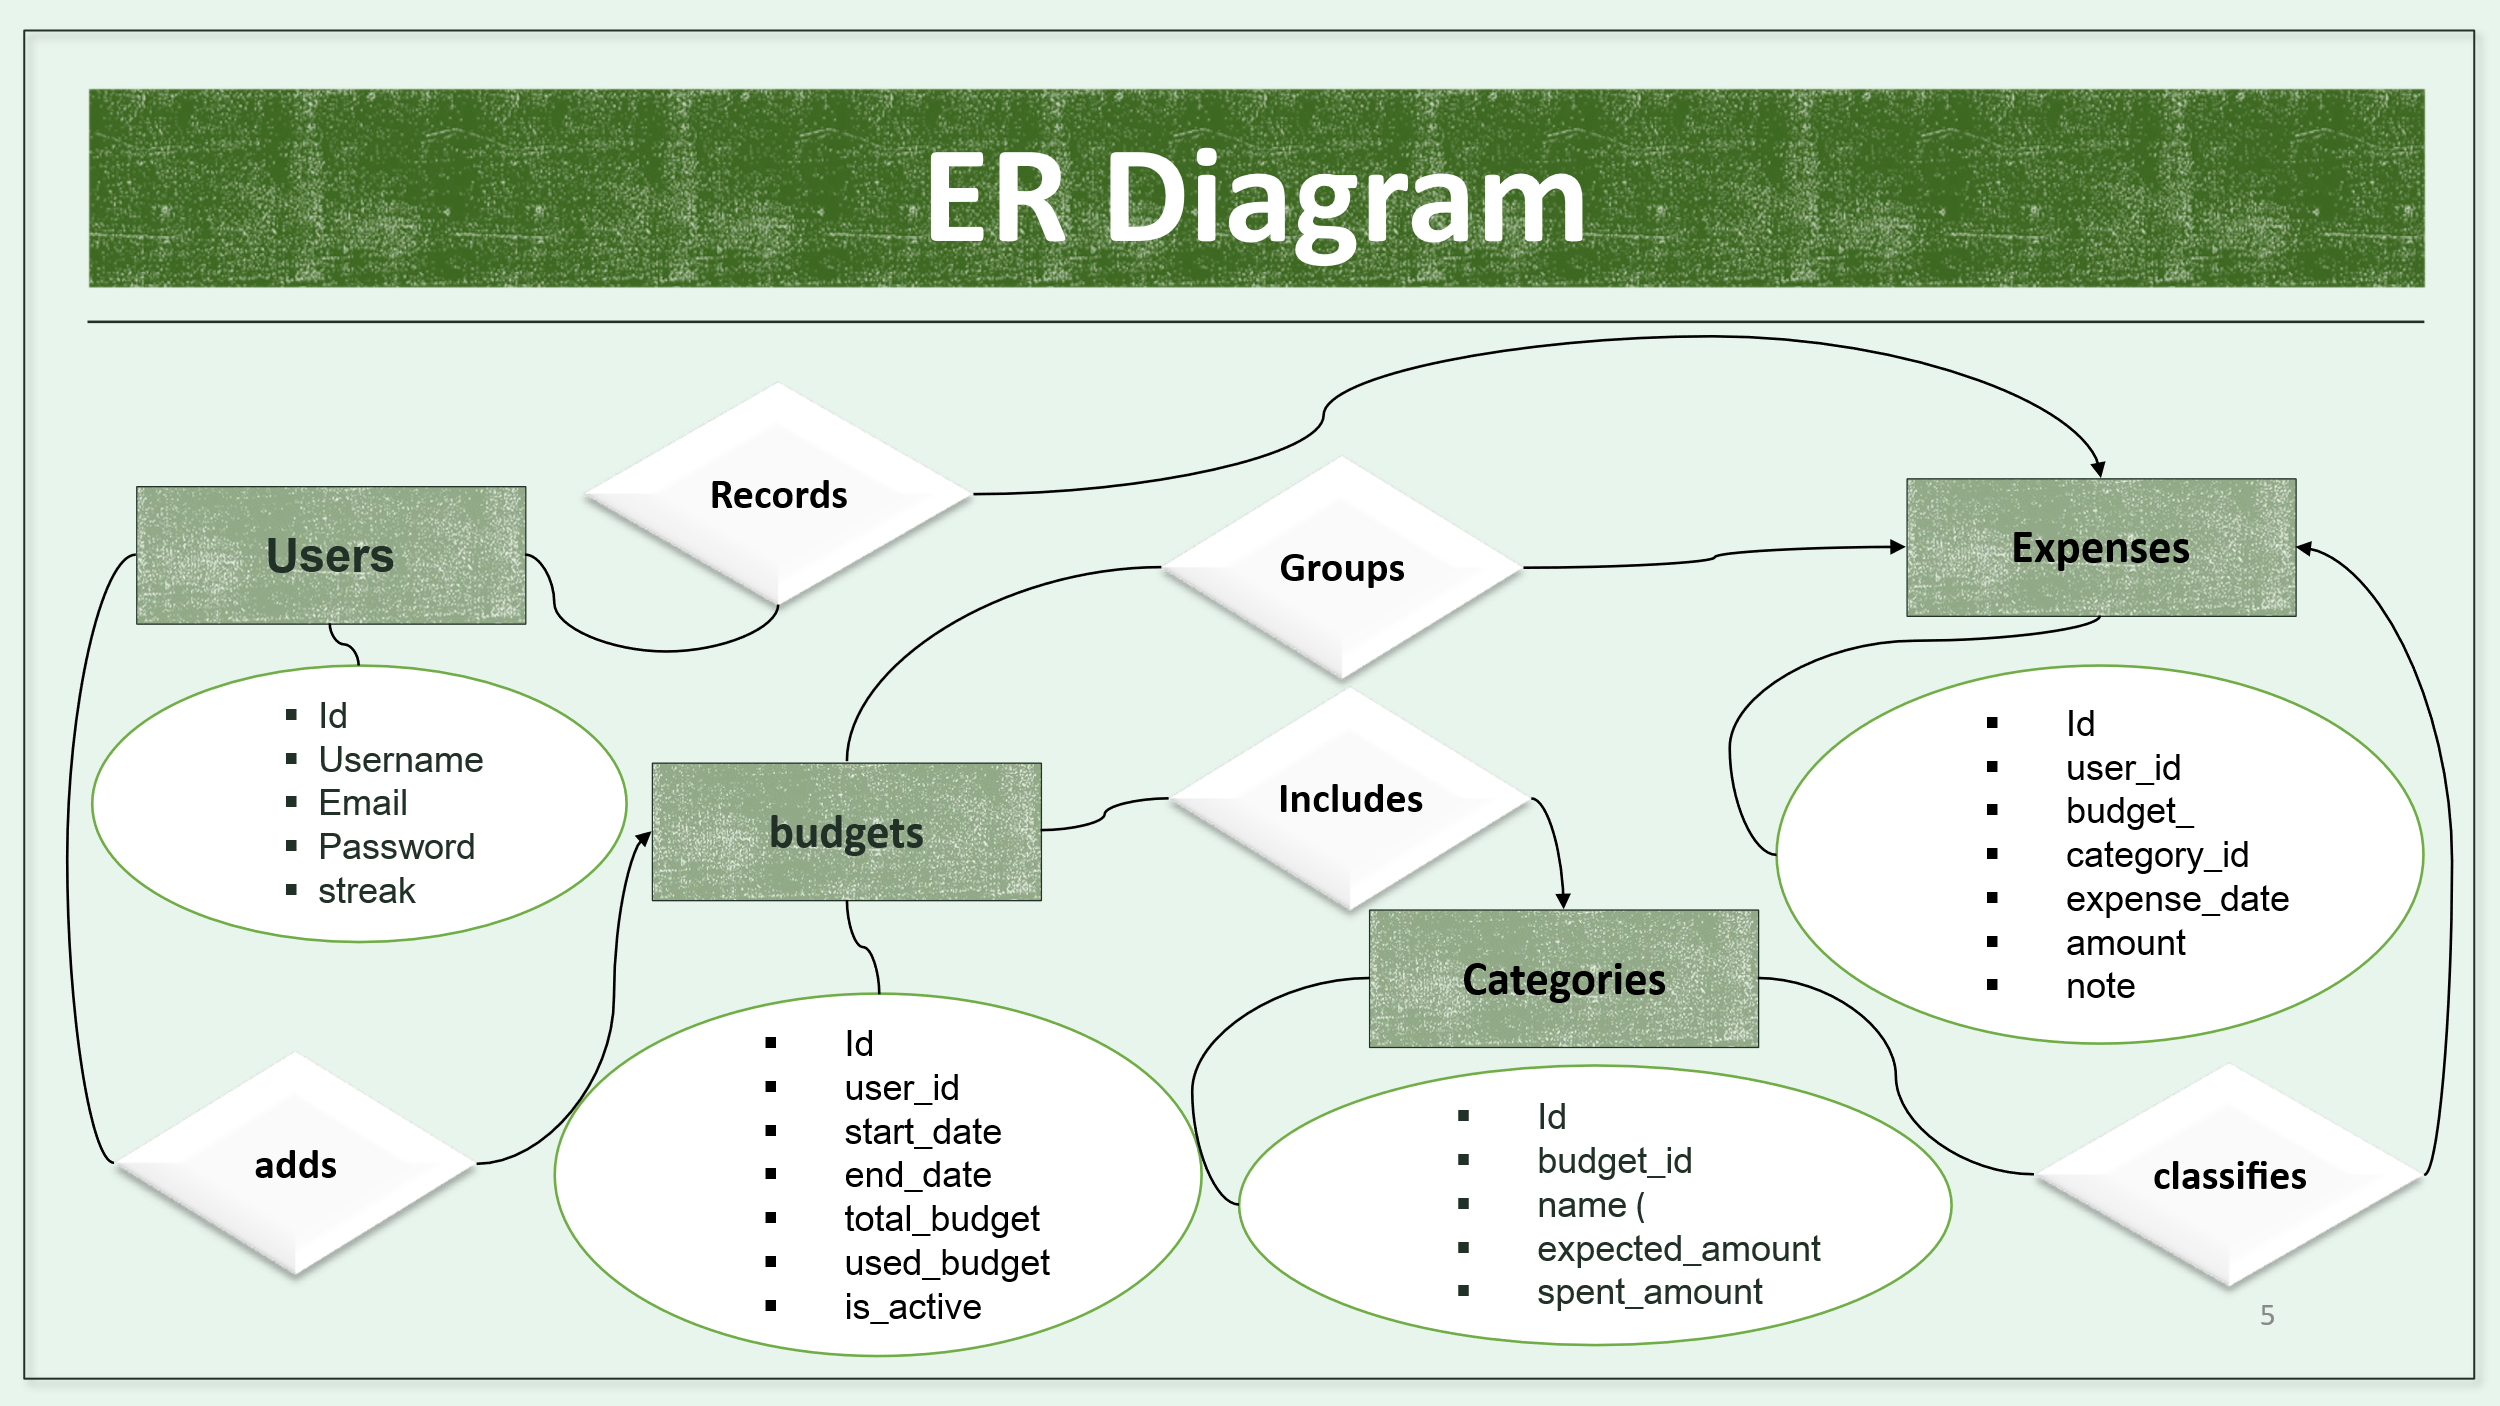 ER Diagram
Records
Users
Groups
Expenses
▪ Id
▪ Username
▪ Email
▪ Password
▪ streak
budgets
Includes
▪ Id
▪ user_id
▪ budget_
▪ category_id
▪ expense_date
▪ amount
▪ note
Categories
adds
▪ Id
▪ user_id
▪ start_date
▪ end_date
▪ total_budget
▪ used_budget
▪ is_active
▪ Id
▪ budget_id
▪ name (
▪ expected_amount
▪ spent_amount
classifies
5